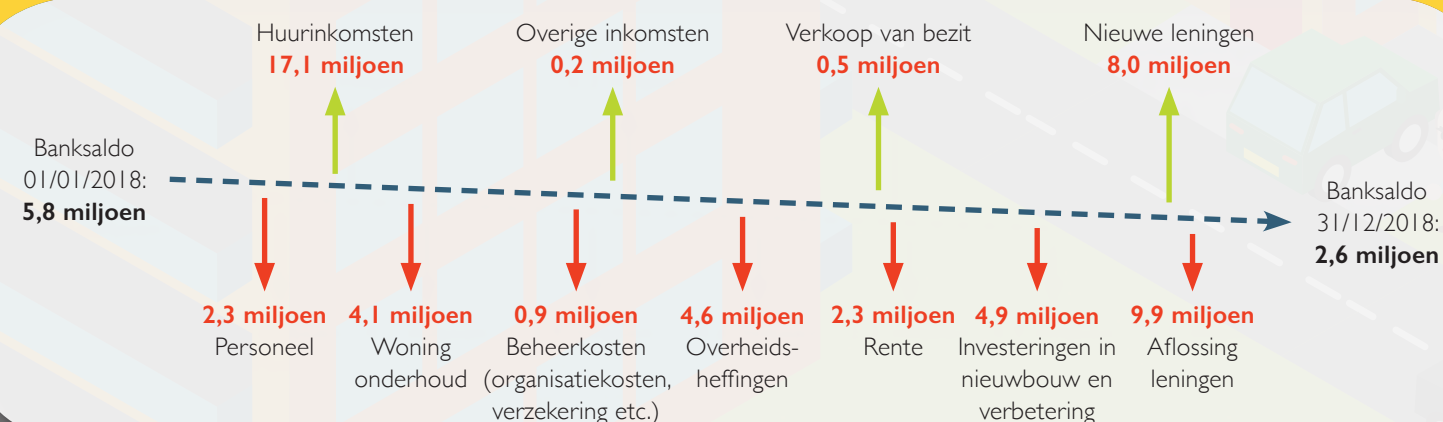 Huurinkomsten
17,1 miljoen
Overige inkomsten
0,2 miljoen
Verkoop van bezit
0,5 miljoen
Nieuwe leningen
8,0 miljoen
Banksaldo
01/01/2018:
5,8 miljoen
Banksaldo
31/12/2018:
2,6 miljoen
2,3 miljoen
Personeel
4,1 miljoen
Woning
onderhoud
0,9 miljoen
Beheerkosten
(organisatiekosten,
verzekering etc.)
4,6 miljoen
Overheids-
heffingen
2,3 miljoen
Rente
4,9 miljoen
Investeringen in
nieuwbouw en
verbetering
9,9 miljoen
Aflossing
leningen